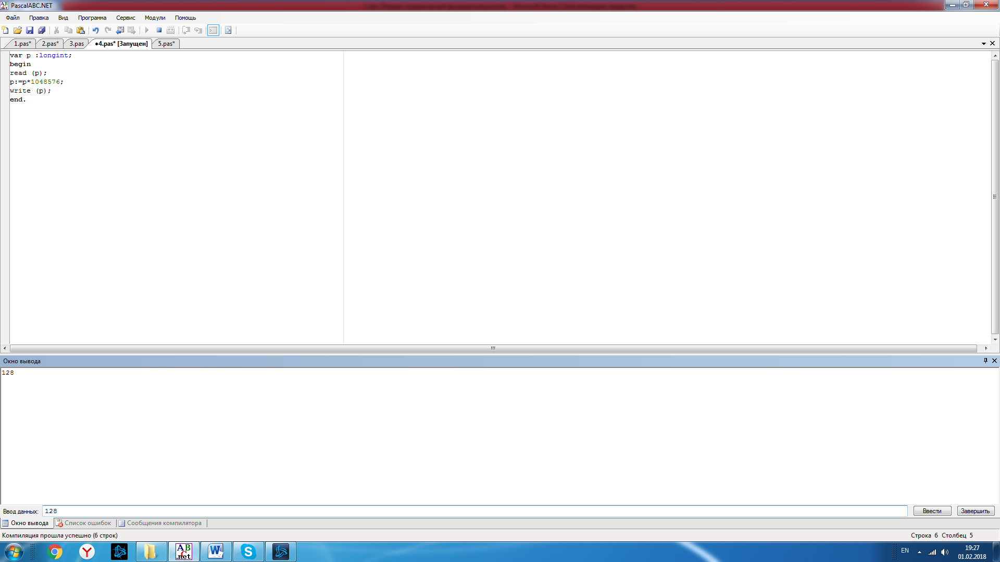 PascalABC.NET
Файл Правка Вид Программа Сервис Модули Помощь
1.pas* 2.pas* 3.pas •4.pas* [Запущен] 5.pas*
var p :longint;
begin
read (p);
p:=p*1048576;
write (p);
end.
Окно вывода
128
Ввод данных: 128 Ввести Завершить
Окно вывода Список ошибок Сообщения компилятора
Компиляция прошла успешно (6 строк) Строка 6 Столбец 5
EN 19:27
01.02.2018